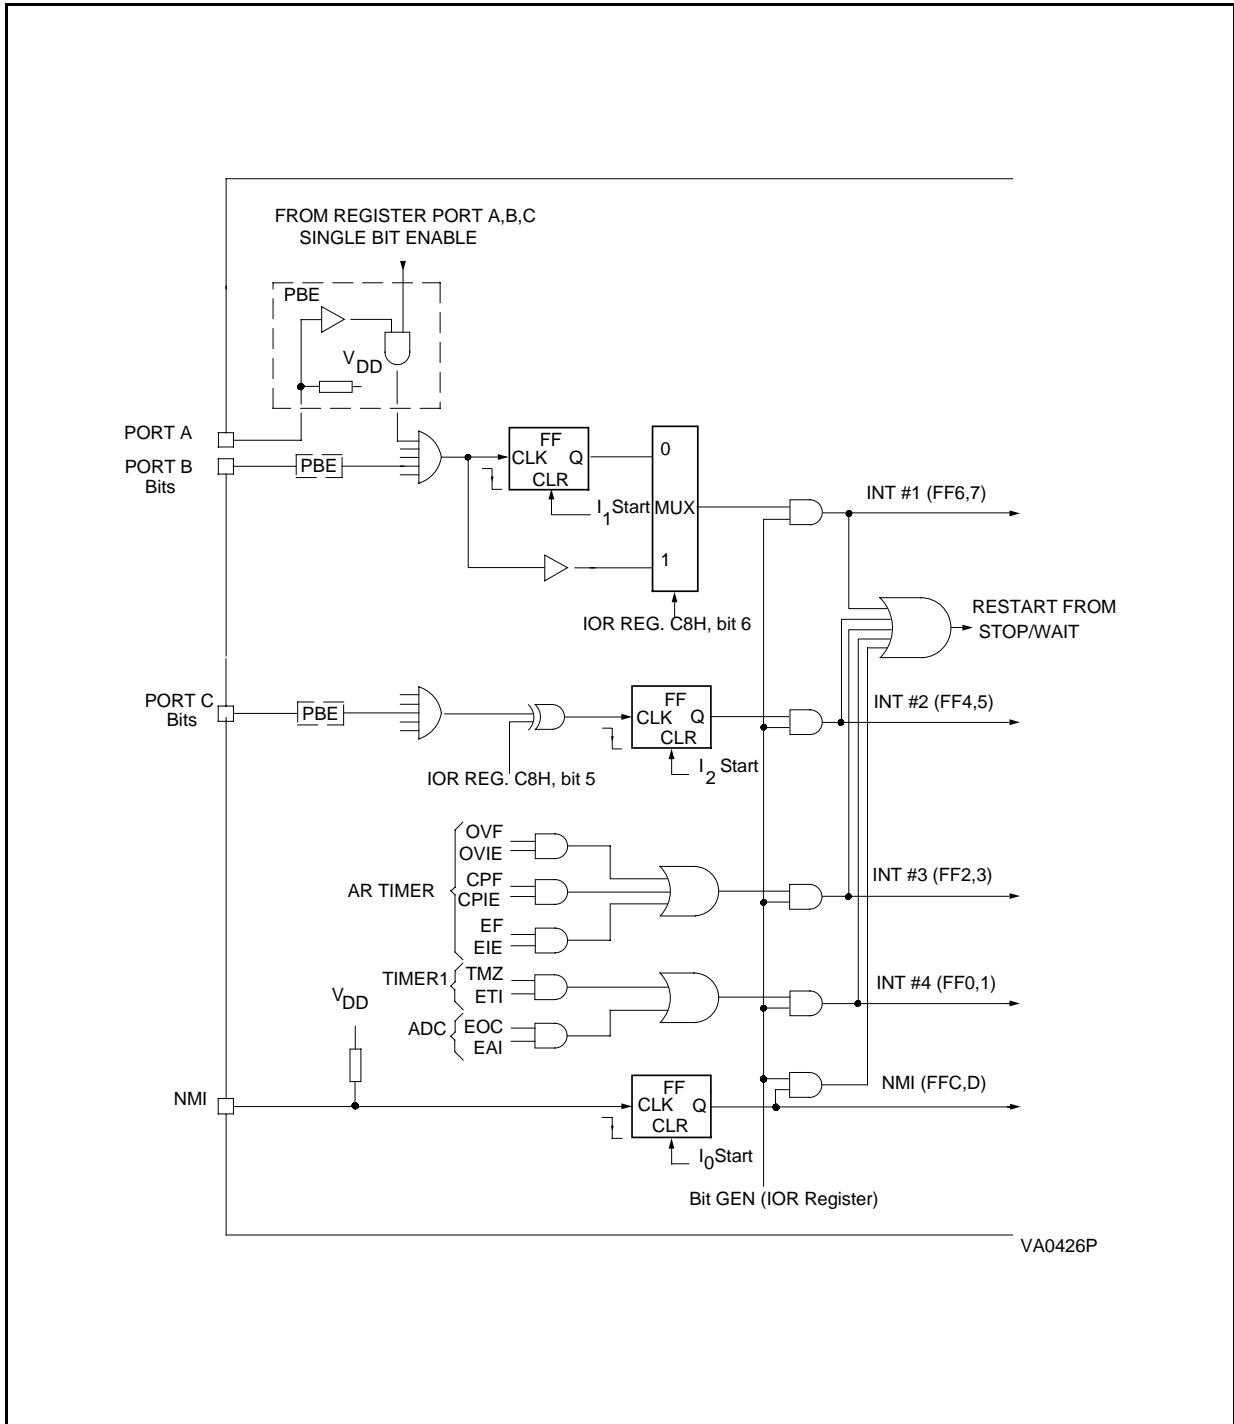 FROM REGISTER PORT A,B,C
SINGLE BIT ENABLE
PBE
VDD
PORT A
PORT B
Bits
PBE
FF
CLK Q
CLR
I1Start
0
MUX
1
IOR REG. C8H, bit 6
INT #1 (FF6,7)
RESTART FROM
STOP/WAIT
PORT C
Bits
PBE
IOR REG. C8H, bit 5
FF
CLK Q
CLR
I2 Start
INT #2 (FF4,5)
AR TIMER
OVF
OVIE
CPF
CPIE
EF
EIE
INT #3 (FF2,3)
TIMER1
TMZ
ETI
ADC
EOC
EAI
INT #4 (FF0,1)
VDD
NMI
FF
CLK Q
CLR
I0Start
NMI (FFC,D)
Bit GEN (IOR Register)
VA0426P